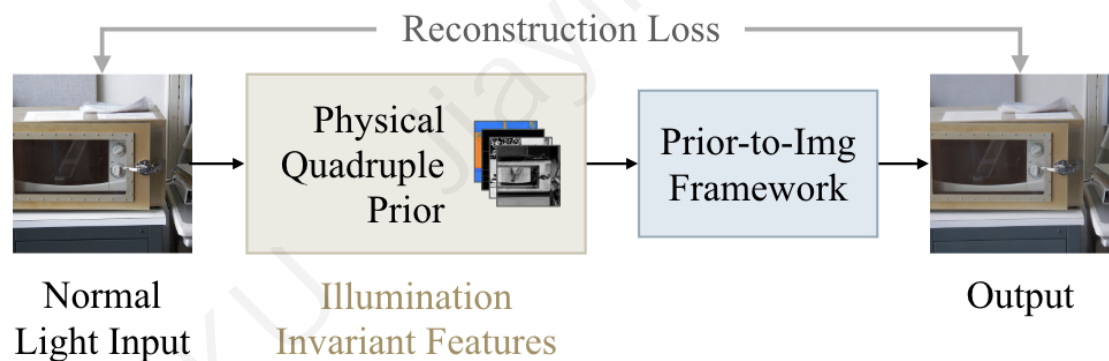 Reconstruction Loss
Physical
Quadruple
Prior
Prior-to-Img
Framework
Normal
Light Input
Illumination
Invariant Features
Output